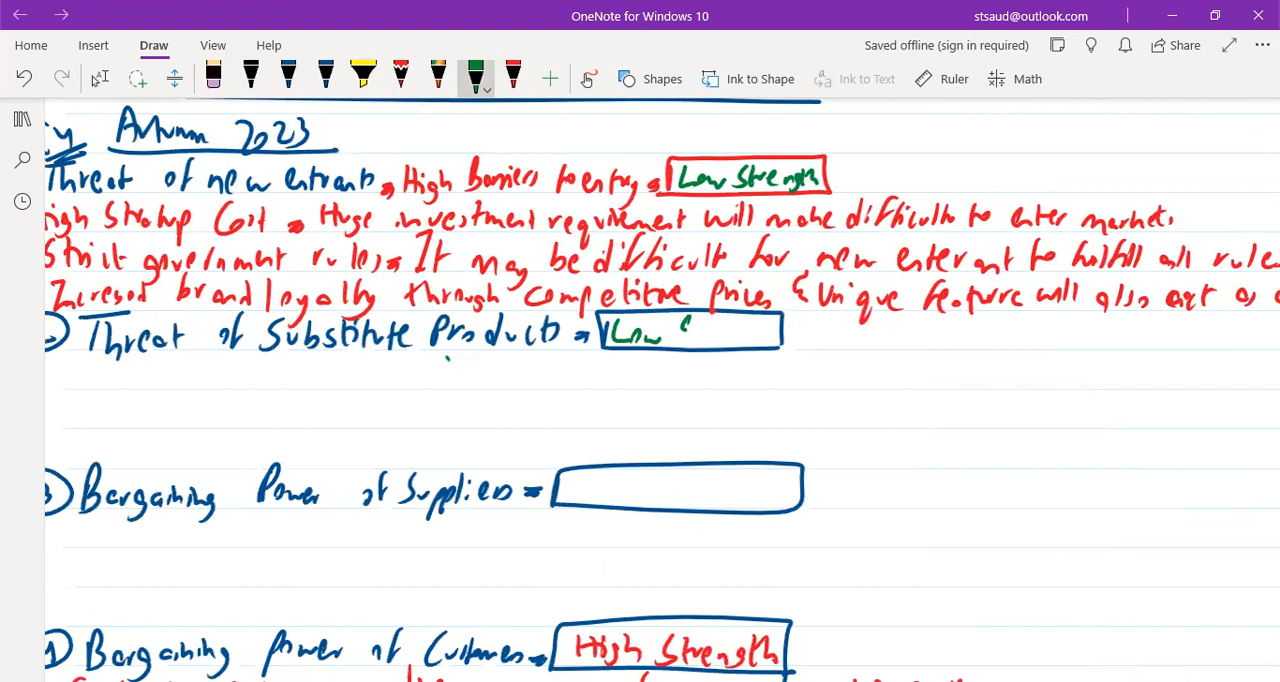 OneNote for Windows 10
stsaud@outlook.com
Home Insert Draw View Help
Saved offline (sign in required) Share
Shapes Ink to Shape Ink to Text Ruler Math
Autumn 2023
Threat of new entrants High Barriers to entry Low Strength
High Startup Cost Huge investment requirement will make difficult to enter market.
Strict government rules It may be difficult for new enterant to fulfill all rule
Incresed brand loyalty through competitive prices & Unique feature will also act as
Threat of Substitute Products Low
Bargaining Power of Suppliers
Bargaining Power of Customers High Strength